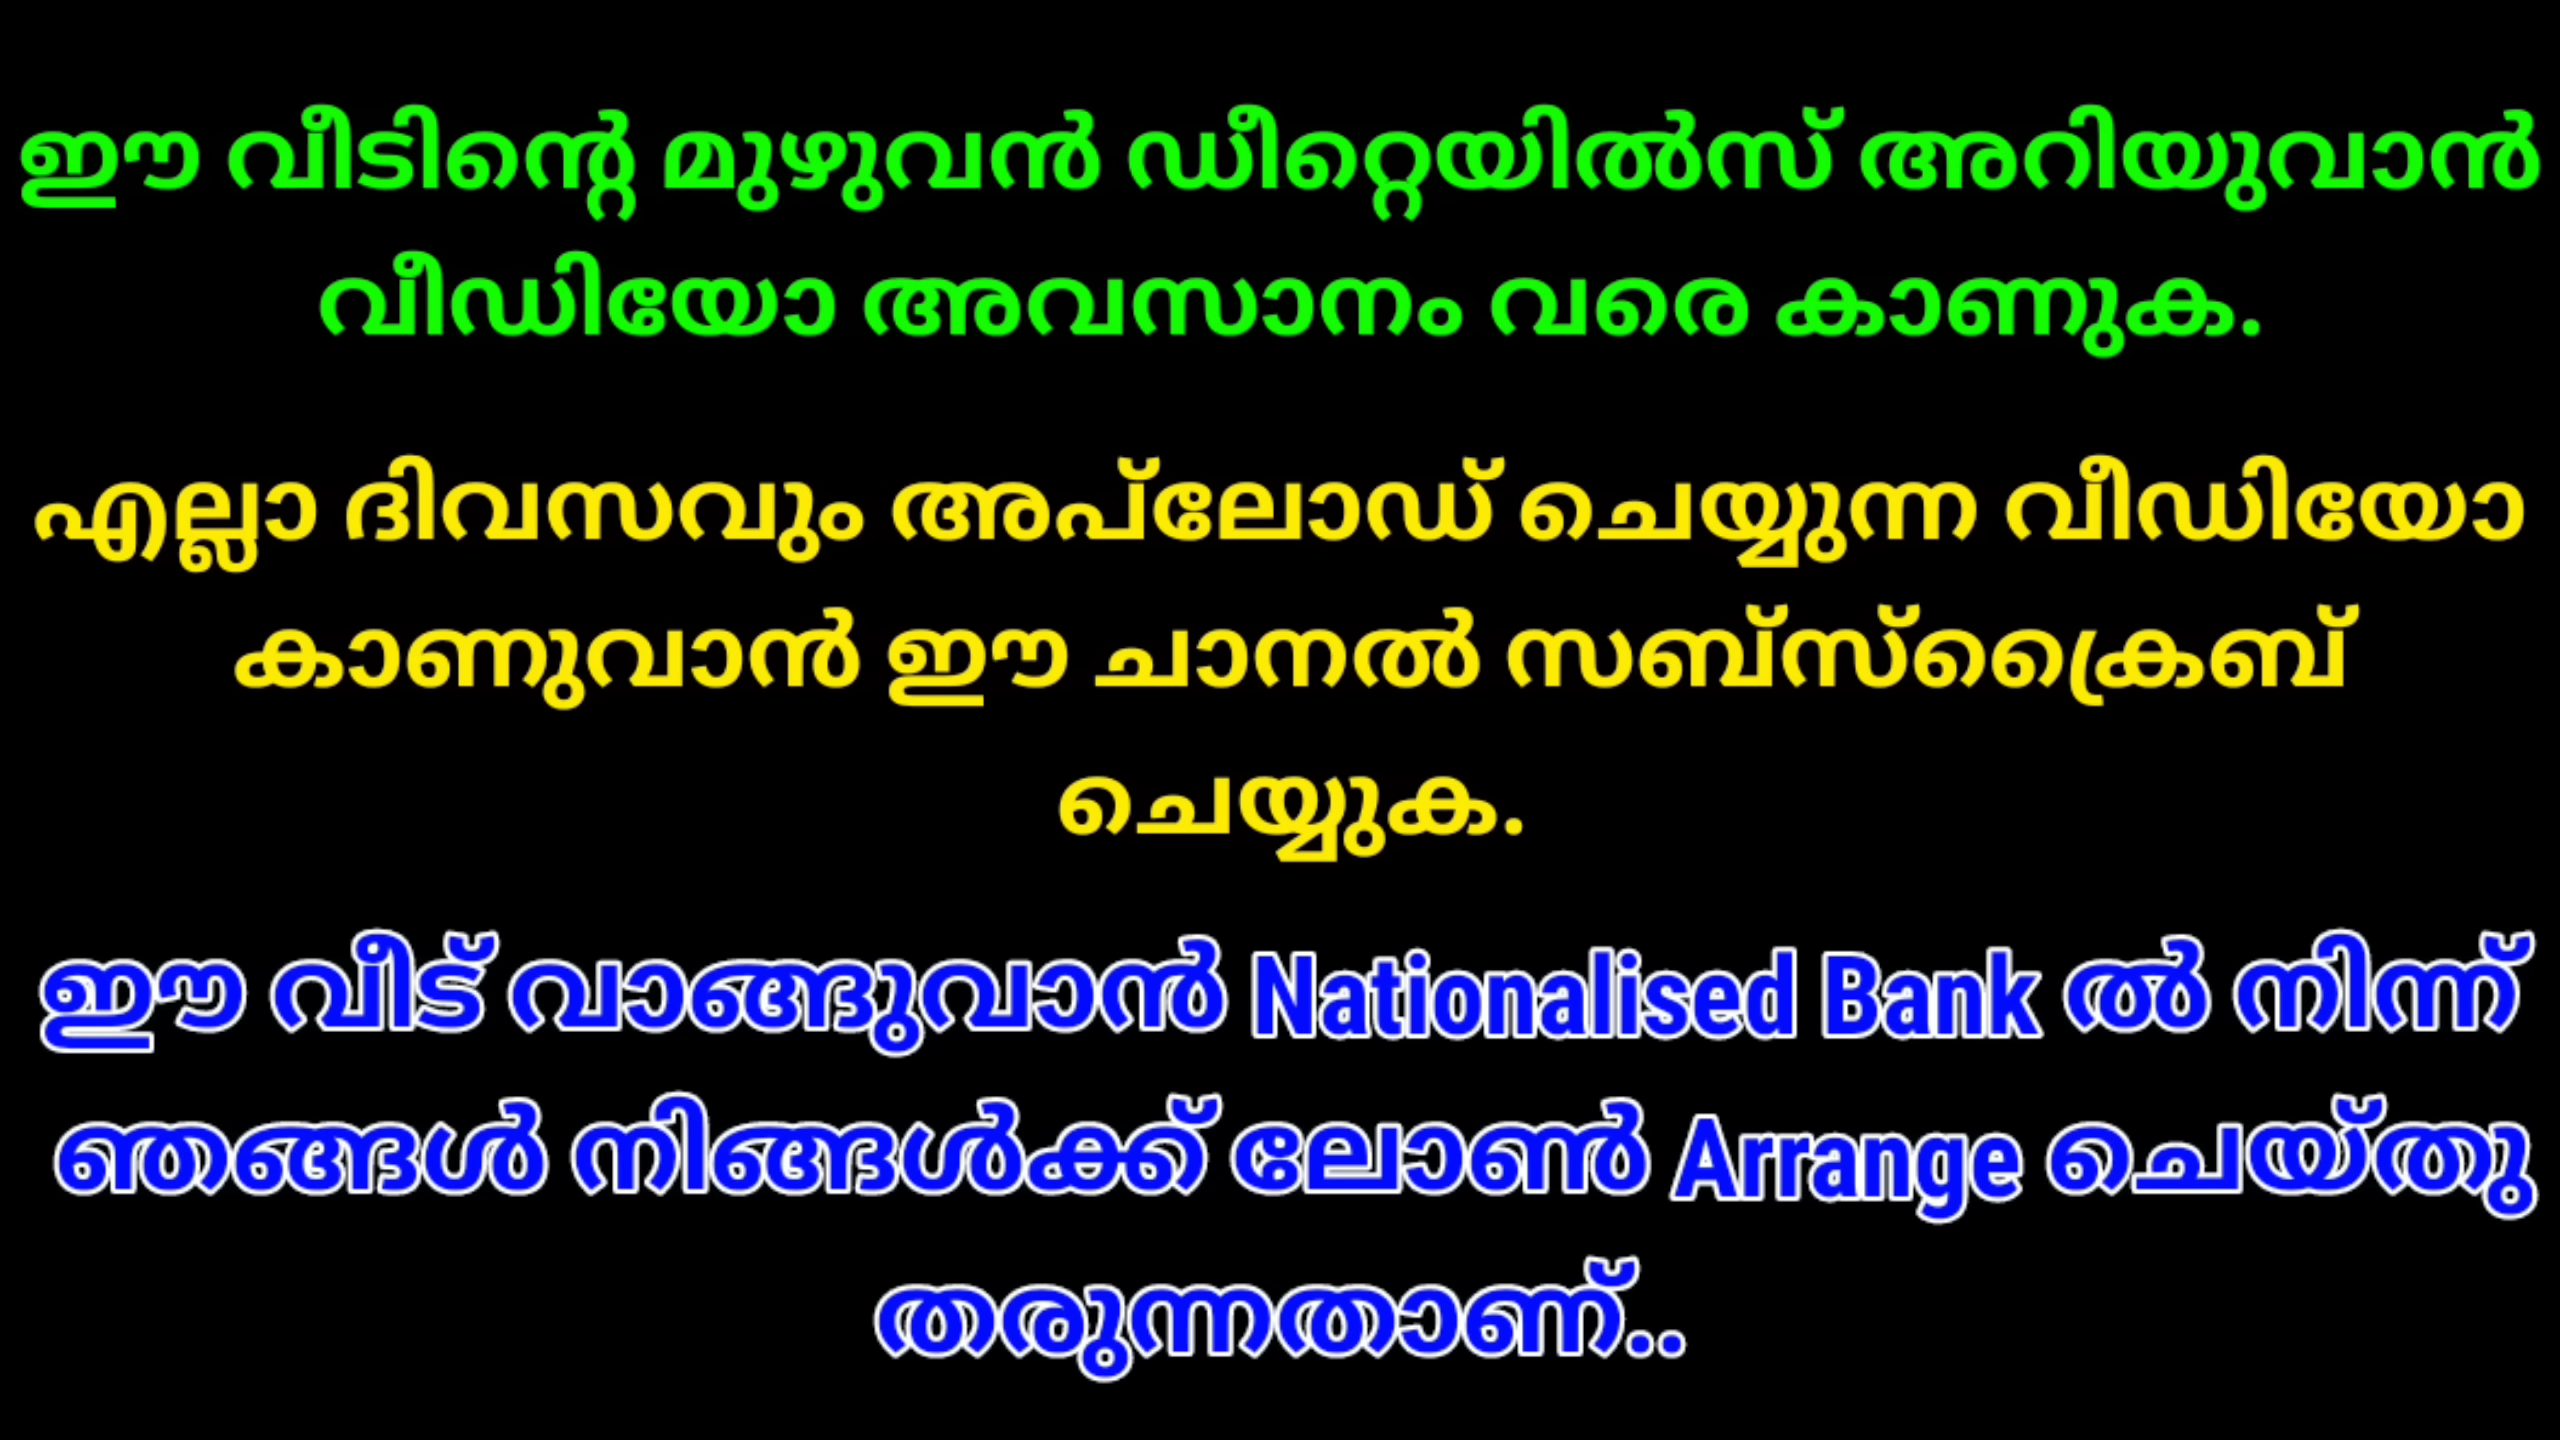 ഈ വീടിന്റെ മുഴുവൻ ഡീറ്റെയിൽസ് അറിയുവാൻ
വീഡിയോ അവസാനം വരെ കാണുക.
എല്ലാ ദിവസവും അപ്‌ലോഡ് ചെയ്യുന്ന വീഡിയോ
കാണുവാൻ ഈ ചാനൽ സബ്സ്ക്രൈബ്
ചെയ്യുക.
ഈ വീട് വാങ്ങുവാൻ Nationalised Bank ൽ നിന്ന്
ഞങ്ങൾ നിങ്ങൾക്ക് ലോൺ Arrange ചെയ്തു
തരുന്നതാണ്..